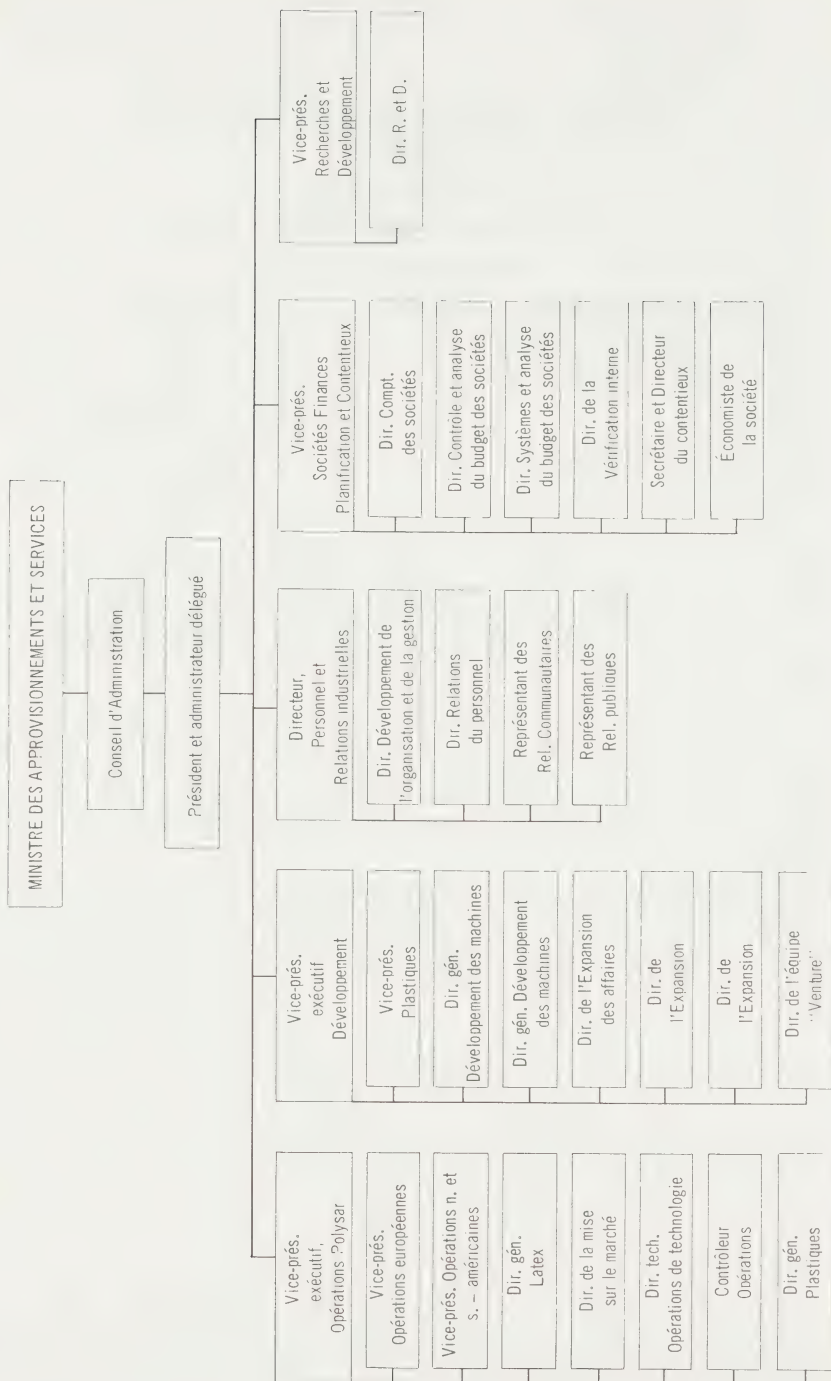 MINISTRE DES APPROVISIONNEMENTS ET SERVICES
Conseil d'Administration
Président et administrateur délégué
Vice-prés.
exécutif,
Opérations Polysar
Vice-prés.
Opérations européennes
Vice-prés. Opérations n. et
s. – américaines
Dir. gén.
Latex
Dir. de la mise
sur le marché
Dir. tech.
Opérations de technologie
Contrôleur
Opérations
Dir. gén.
Plastiques
Vice-prés.
exécutif
Développement
Vice-prés.
Plastiques
Dir. gén.
Développement des machines
Dir. gén. Développement
des machines
Dir. de l'Expansion
des affaires
Dir. de
l'Expansion
Dir. de
l'Expansion
Dir. de l'équipe
"Venture"
Directeur,
Personnel et
Relations industrielles
Dir. Développement de
l'organisation et de la gestion
Dir. Relations
du personnel
Représentant des
Rel. Communautaires
Représentant des
Rel. publiques
Vice-prés.
Sociétés Finances
Planification et Contentieux
Dir. Compt.
des sociétés
Dir. Contrôle et analyse
du budget des sociétés
Dir. Systèmes et analyse
du budget des sociétés
Dir. de la
Vérification interne
Secrétaire et Directeur
du contentieux
Économiste de
la société
Vice-prés.
Recherches et
Développement
Dir. R. et D.